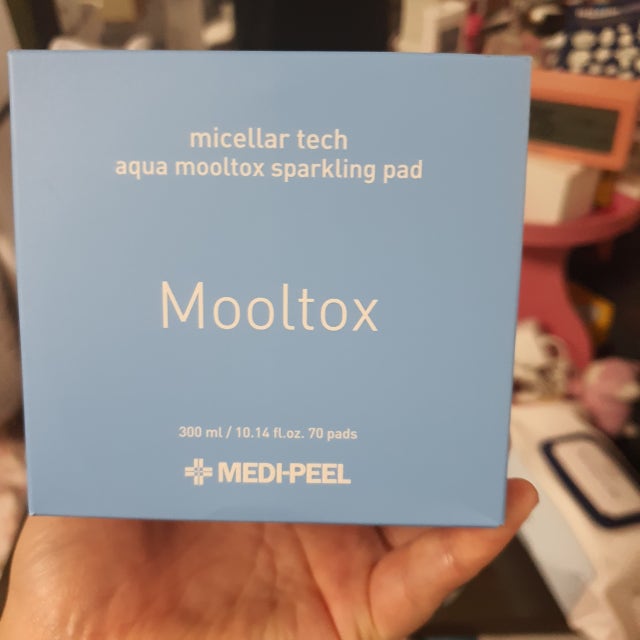 micellar tech
aqua mooltox sparkling pad
Mooltox
300 ml / 10.14 fl.oz. 70 pads
MEDI-PEEL